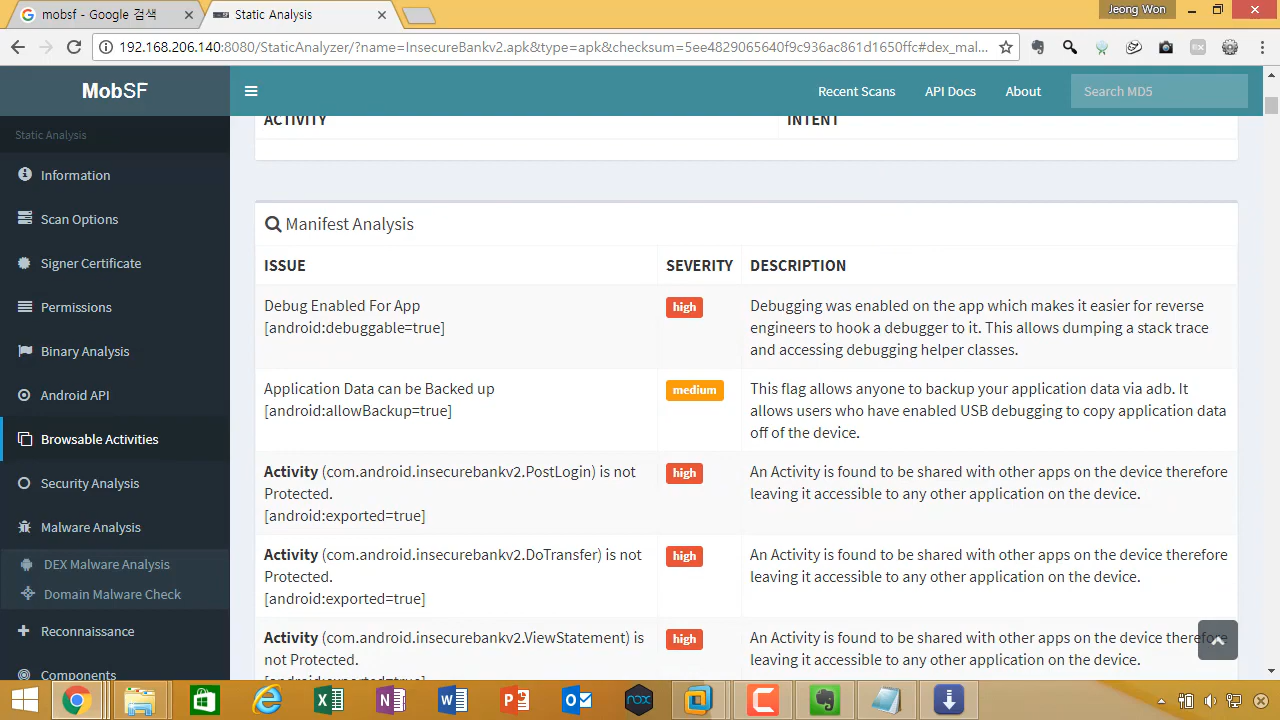 mobsf - Google 검색
Static Analysis
Jeong Won
192.168.206.140:8080/StaticAnalyzer/?name=InsecureBankv2.apk&type=apk&checksum=5ee4829065640f9c936ac861d1650ffc#dex_mal...
MobSF
Recent Scans
API Docs
About
Search MD5
Static Analysis
Information
Scan Options
Signer Certificate
Permissions
Binary Analysis
Android API
Browsable Activities
Security Analysis
Malware Analysis
DEX Malware Analysis
Domain Malware Check
Reconnaissance
Components
ACTIVITY INTENT
Manifest Analysis
ISSUE SEVERITY DESCRIPTION
Debug Enabled For App
[android:debuggable=true]
high
Debugging was enabled on the app which makes it easier for reverse
engineers to hook a debugger to it. This allows dumping a stack trace
and accessing debugging helper classes.
Application Data can be Backed up
[android:allowBackup=true]
medium
This flag allows anyone to backup your application data via adb. It
allows users who have enabled USB debugging to copy application data
off of the device.
Activity (com.android.insecurebankv2.PostLogin) is not
Protected.
[android:exported=true]
high
An Activity is found to be shared with other apps on the device therefore
leaving it accessible to any other application on the device.
Activity (com.android.insecurebankv2.DoTransfer) is not
Protected.
[android:exported=true]
high
An Activity is found to be shared with other apps on the device therefore
leaving it accessible to any other application on the device.
Activity (com.android.insecurebankv2.ViewStatement) is
not Protected.
[android:exported=true]
high
An Activity is found to be shared with other apps on the device therefore
leaving it accessible to any other application on the device.
nox